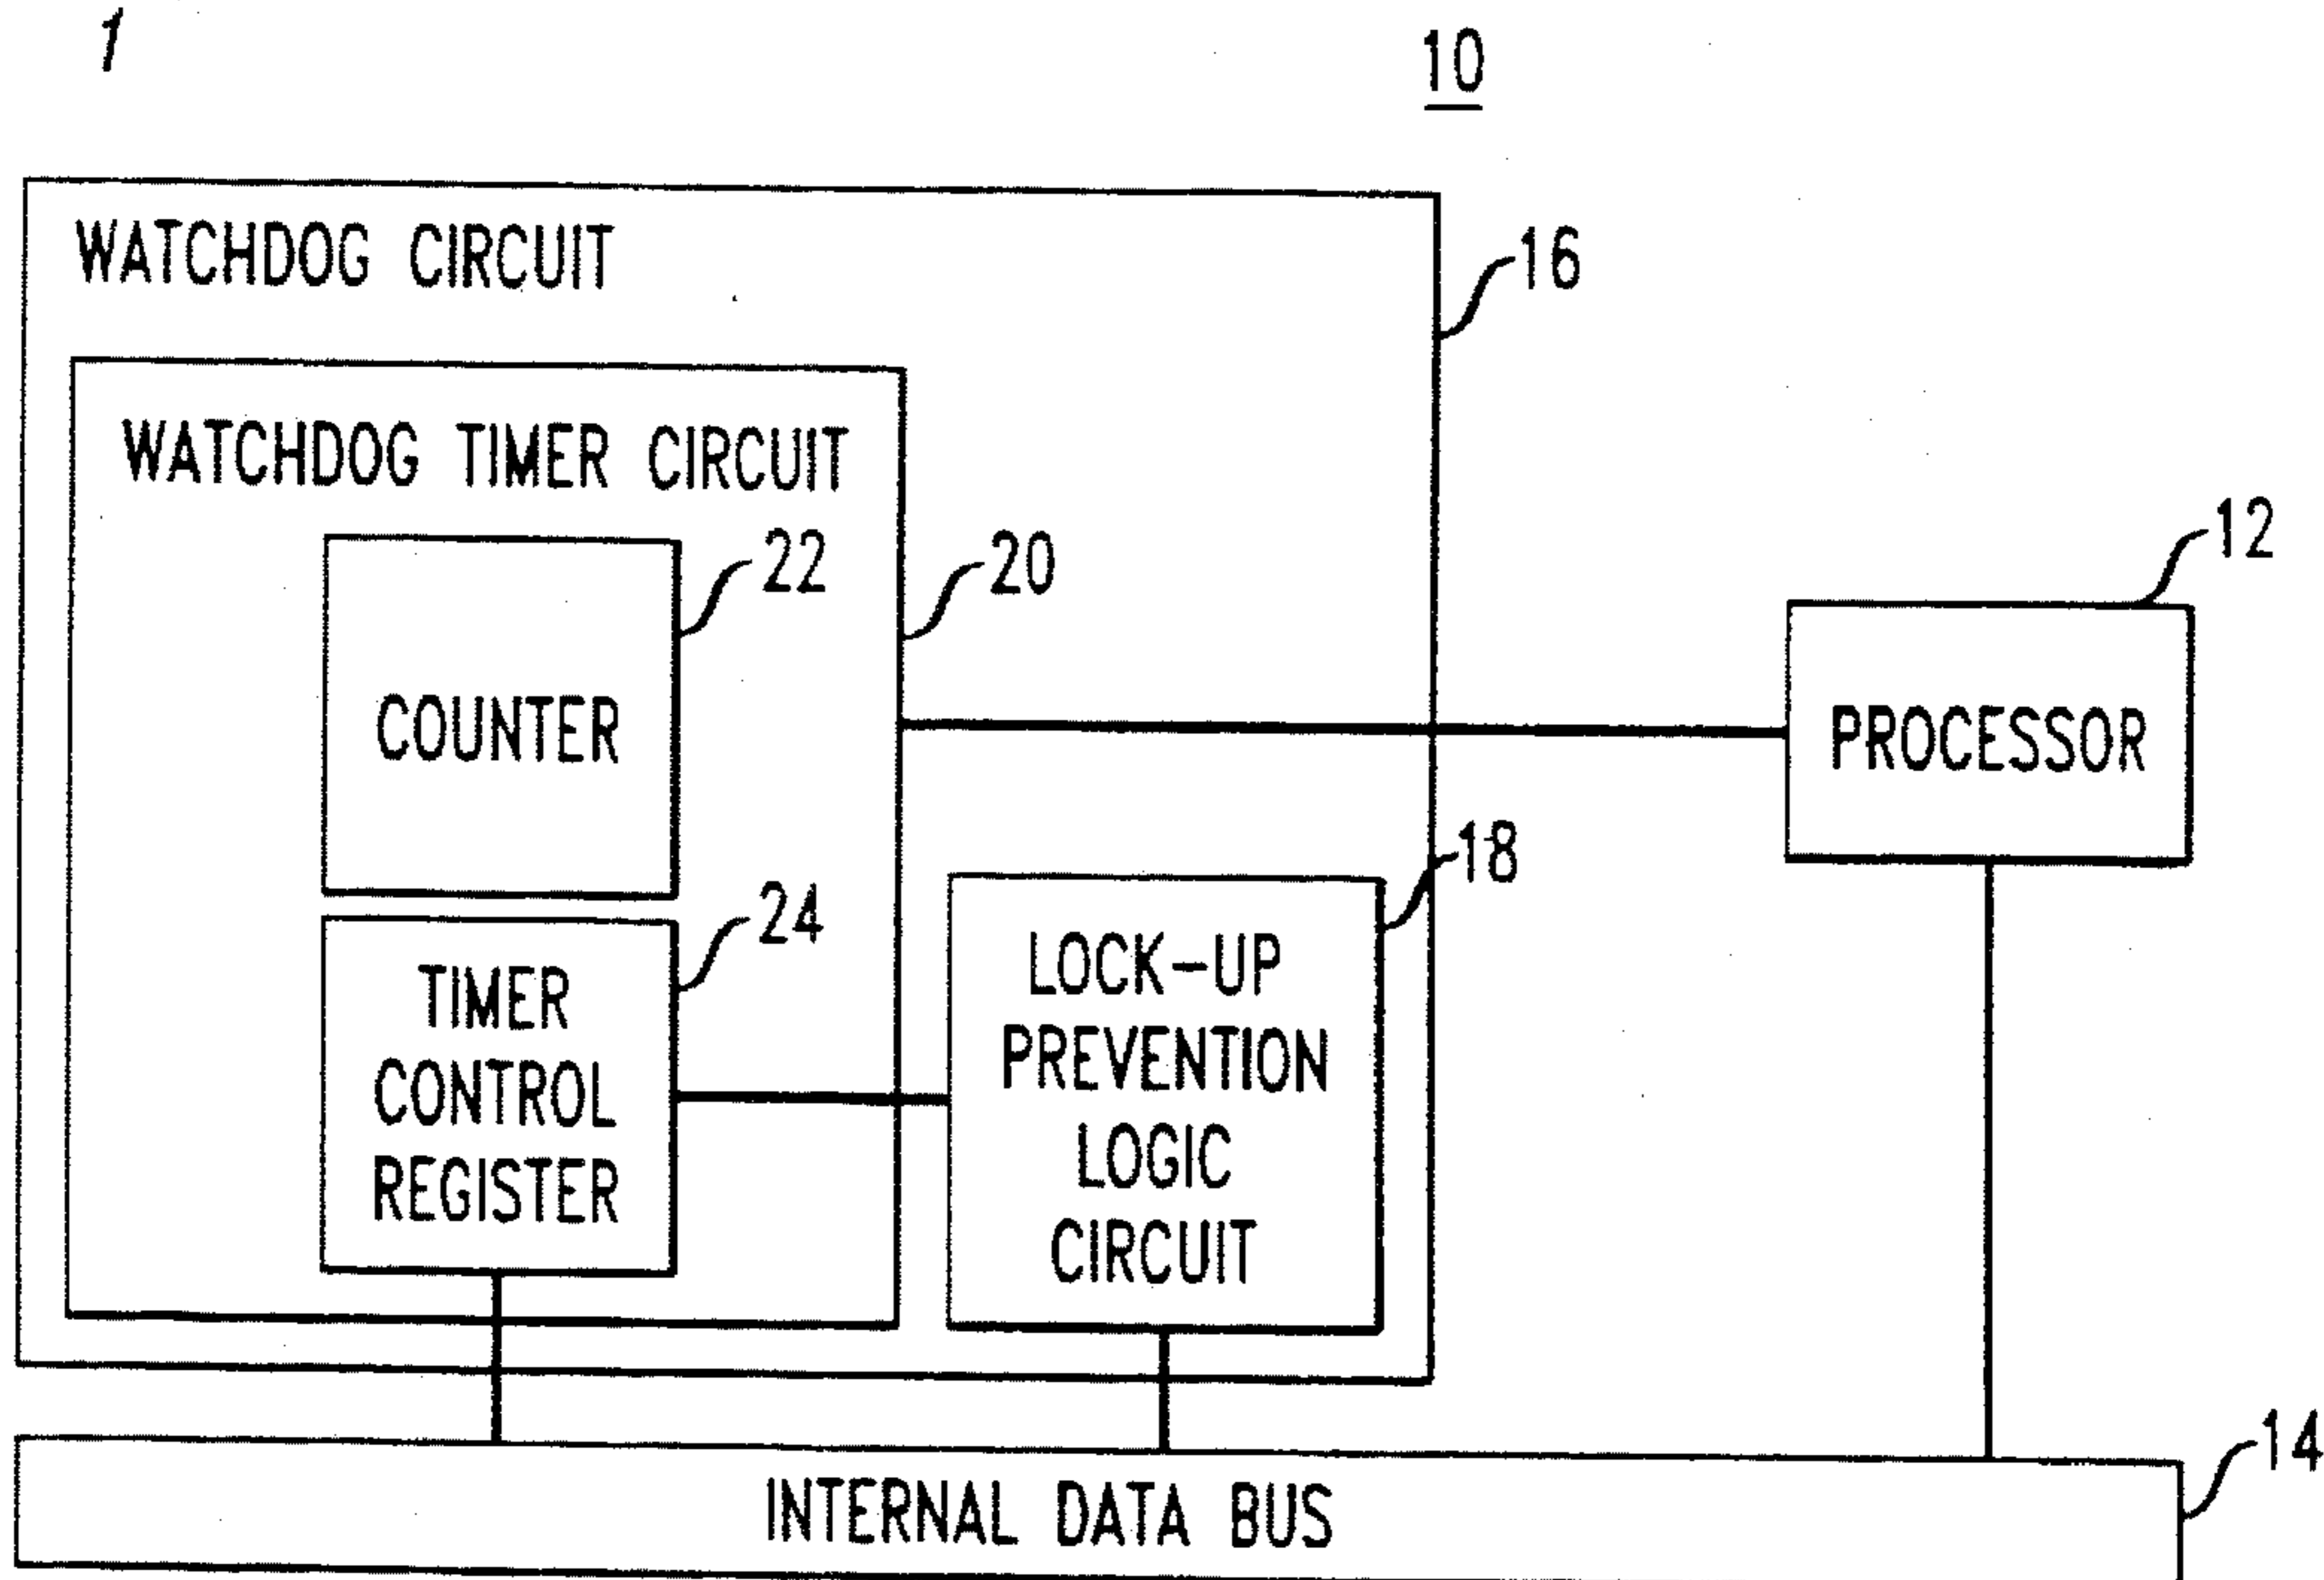 1
10
WATCHDOG CIRCUIT
16
WATCHDOG TIMER CIRCUIT
22
20
12
COUNTER
PROCESSOR
18
24
LOCK-UP
PREVENTION
LOGIC
CIRCUIT
TIMER
CONTROL
REGISTER
14
INTERNAL DATA BUS